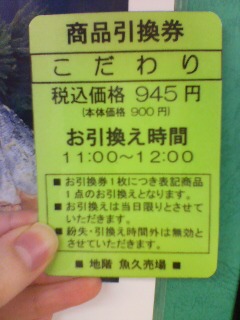 商品引換券
こだわり
税込価格 945円
(本体価格 900円)
お引換え時間
11:00〜12:00
■お引換券1枚につき表記商品
1点のお引換えとなります。
■お引換えは当日限りとさせて
いただきます。
■紛失・引換え時間外は無効と
させていただきます。
■ 地階 魚久売場 ■